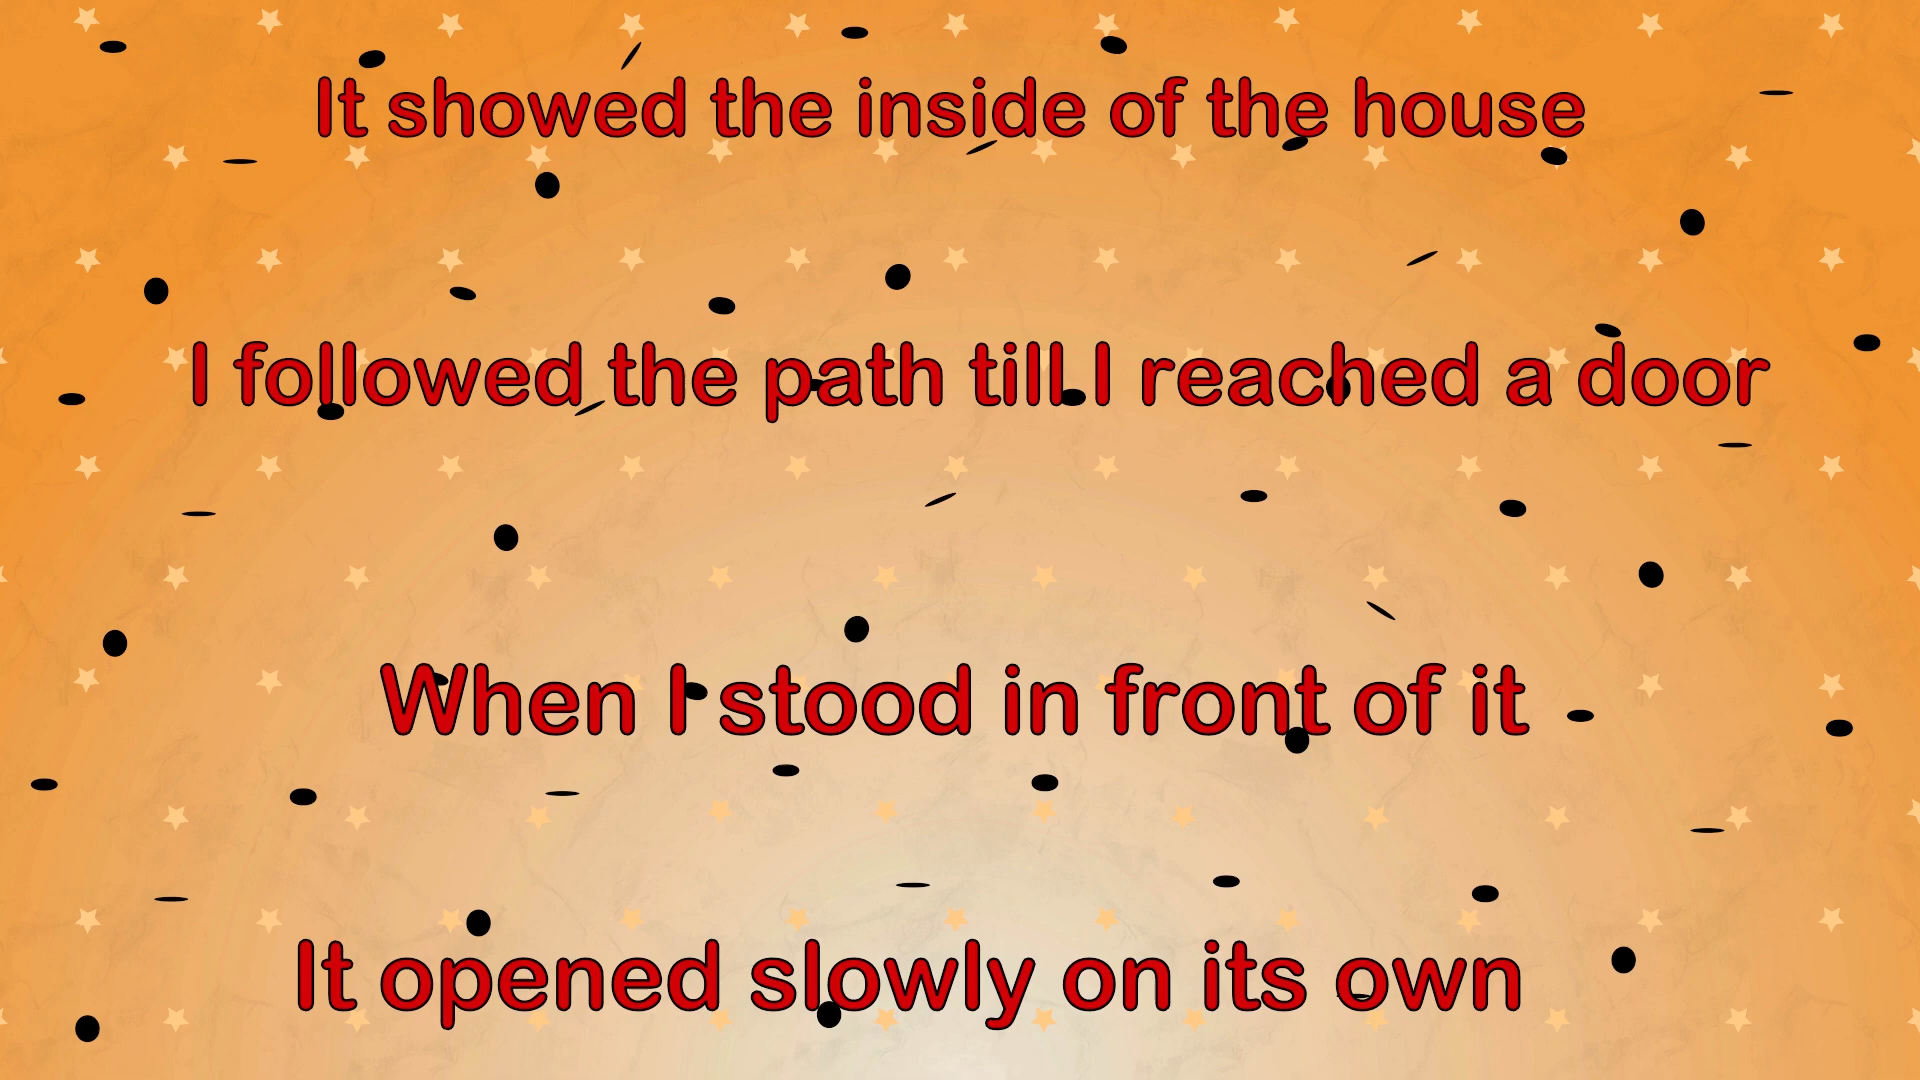 It showed the inside of the house
I followed the path till I reached a door
When I stood in front of it
It opened slowly on its own